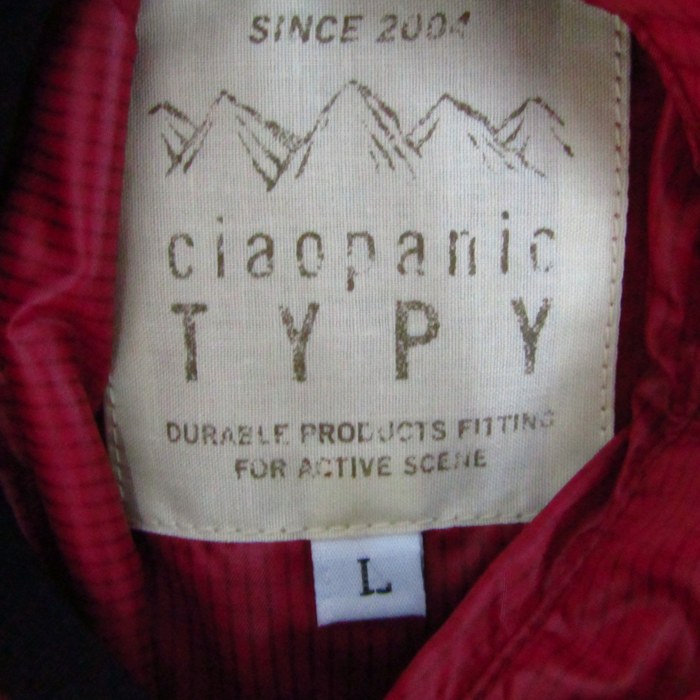 SINCE 2004
ciaopanic
TYPY
DURABLE PRODUCTS FITTING
FOR ACTIVE SCENE
L